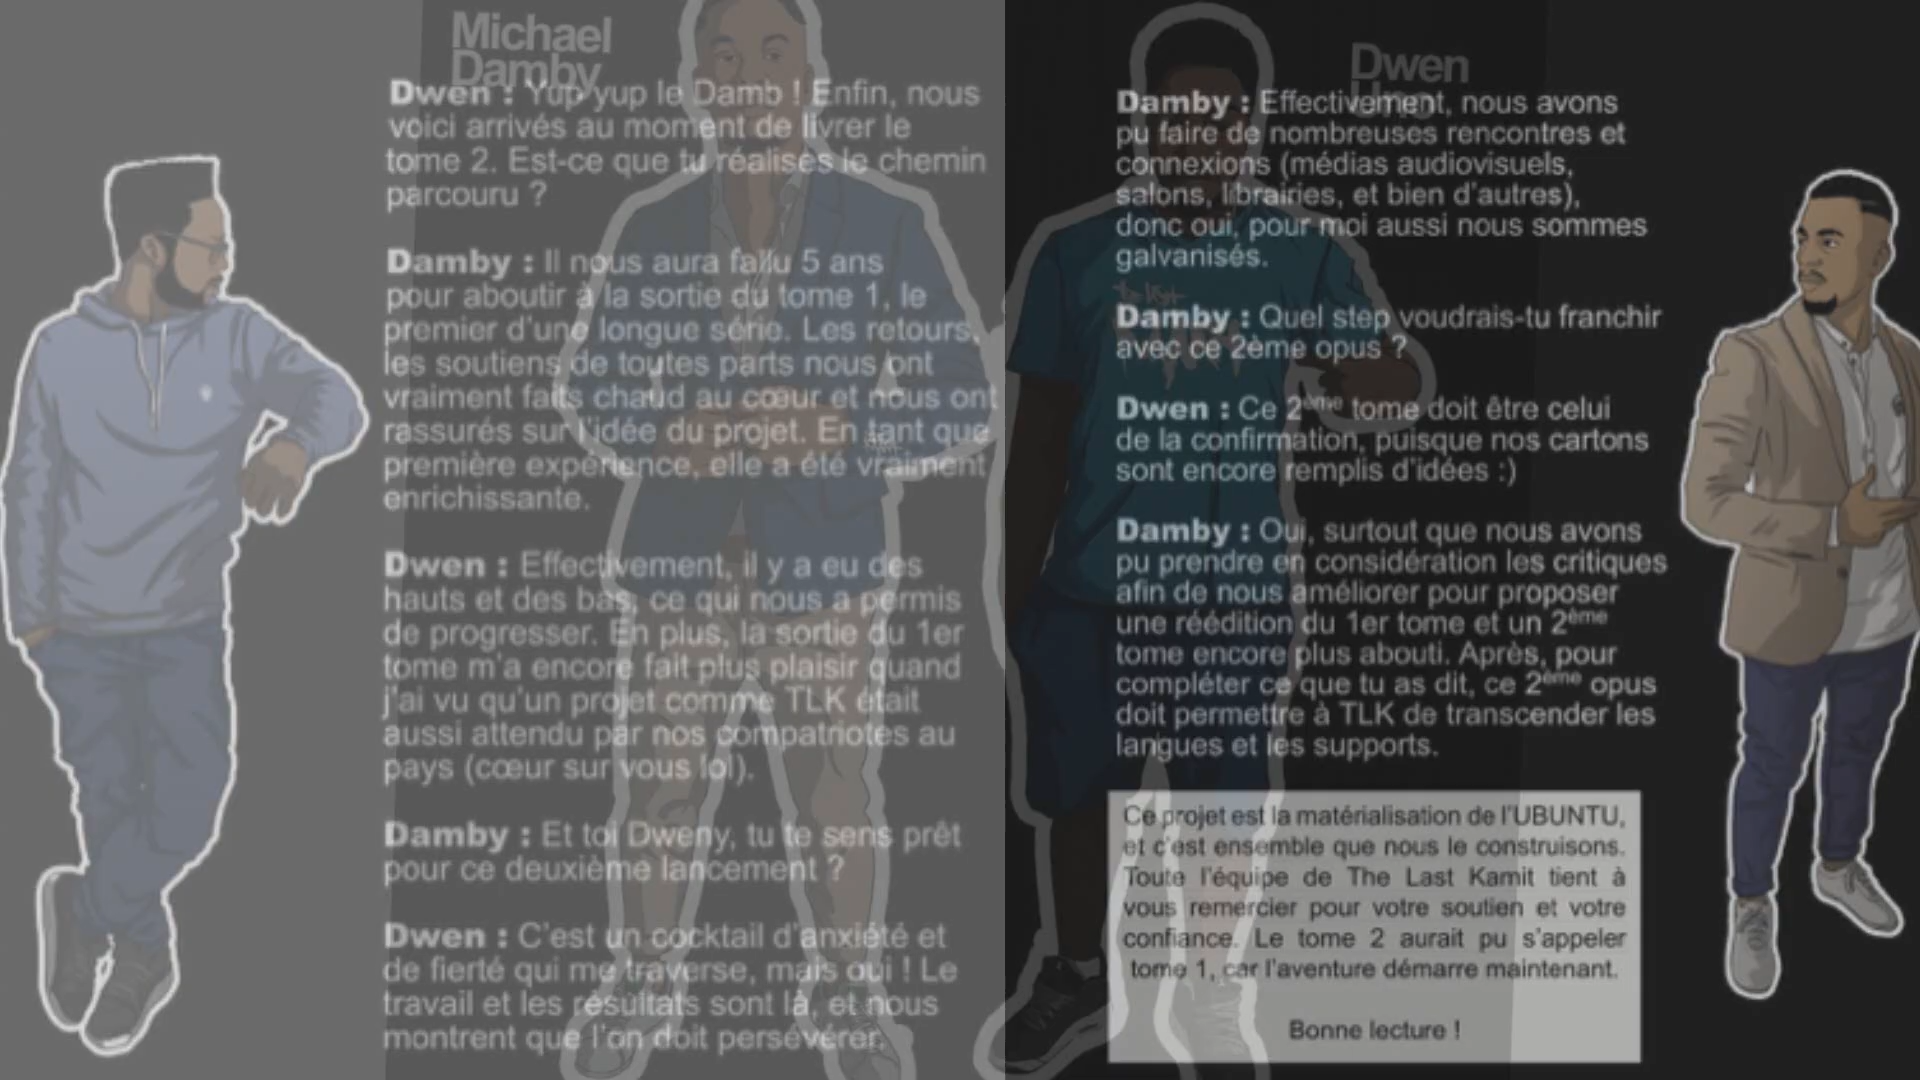 Michael
Damby
Dwen : Yup yup le Damb ! Enfin, nous
voici arrivés au moment de livrer le
tome 2. Est-ce que tu réalises le chemin
parcouru ?
Damby : Il nous aura fallu 5 ans
pour aboutir à la sortie du tome 1, le
premier d'une longue série. Les retours,
les soutiens de toutes parts nous ont
vraiment faits chaud au cœur et nous ont
rassurés sur l'idée du projet. En tant que
première expérience, elle a été vraiment
enrichissante.
Dwen : Effectivement, il y a eu des
hauts et des bas, ce qui nous a permis
de progresser. En plus, la sortie du 1er
tome m'a encore fait plus plaisir quand
j'ai vu qu'un projet comme TLK était
aussi attendu par nos compatriotes au
pays (cœur sur vous lol).
Damby : Et toi Dweny, tu te sens prêt
pour ce deuxième lancement ?
Dwen : C'est un cocktail d'anxiété et
de fierté qui me traverse, mais oui ! Le
travail et les résultats sont là, et nous
montrent que l'on doit persévérer.
Dwen
Uno
Damby : Effectivement, nous avons
pu faire de nombreuses rencontres et
connexions (médias audiovisuels,
salons, librairies, et bien d'autres),
donc oui, pour moi aussi nous sommes
galvanisés.
Damby : Quel step voudrais-tu franchir
avec ce 2ème opus ?
Dwen : Ce 2ème tome doit être celui
de la confirmation, puisque nos cartons
sont encore remplis d'idées :)
Damby : Oui, surtout que nous avons
pu prendre en considération les critiques
afin de nous améliorer pour proposer
une réédition du 1er tome et un 2ème
tome encore plus abouti. Après, pour
compléter ce que tu as dit, ce 2ème opus
doit permettre à TLK de transcender les
langues et les supports.
Ce projet est la matérialisation de l'UBUNTU,
et c'est ensemble que nous le construisons.
Toute l'équipe de The Last Kamit tient à
vous remercier pour votre soutien et votre
confiance. Le tome 2 aurait pu s'appeler
tome 1, car l'aventure démarre maintenant.
Bonne lecture !